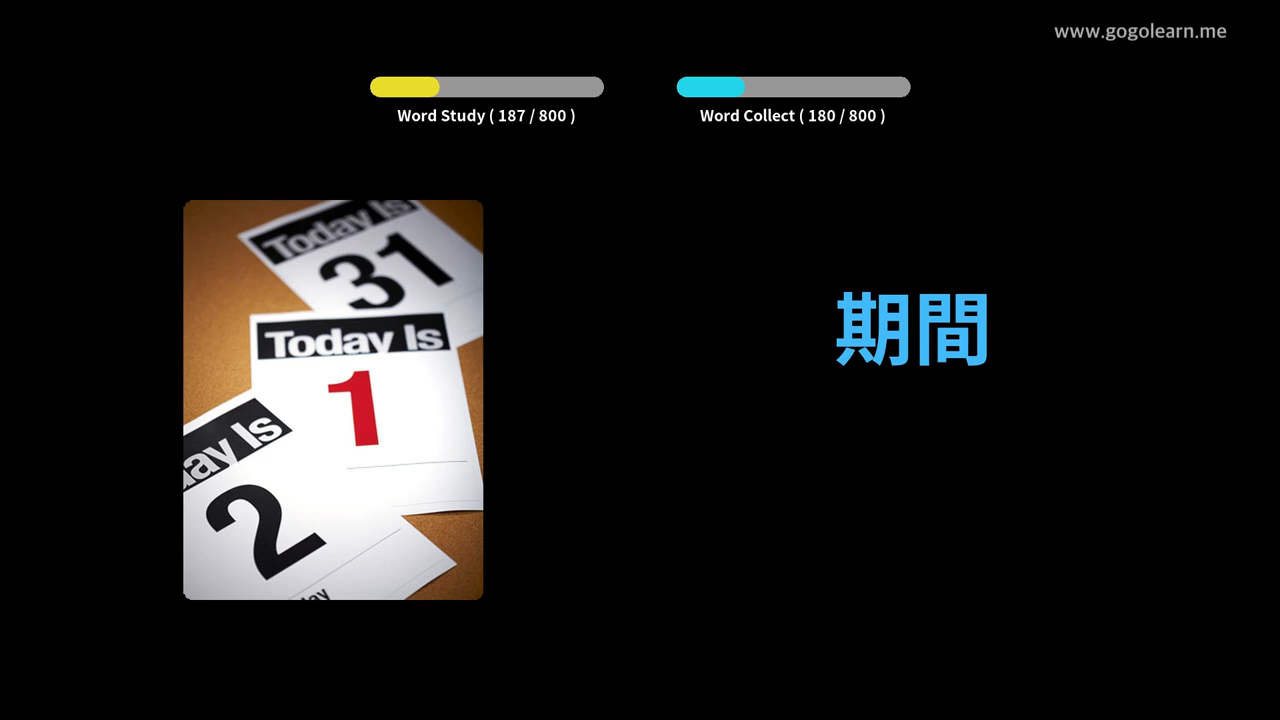 www.gogolearn.me
Word Study ( 187 / 800 )
Word Collect ( 180 / 800 )
Today Is
31
Today Is
1
期間
ay Is
2
ay